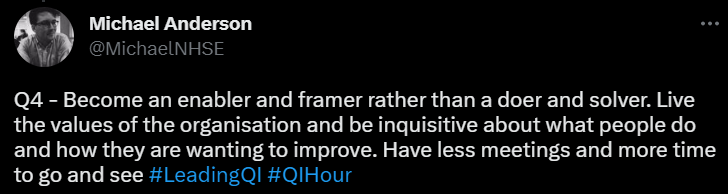 Michael Anderson
@MichaelNHSE
Q4 - Become an enabler and framer rather than a doer and solver. Live
the values of the organisation and be inquisitive about what people do
and how they are wanting to improve. Have less meetings and more time
to go and see #LeadingQI #QIHour